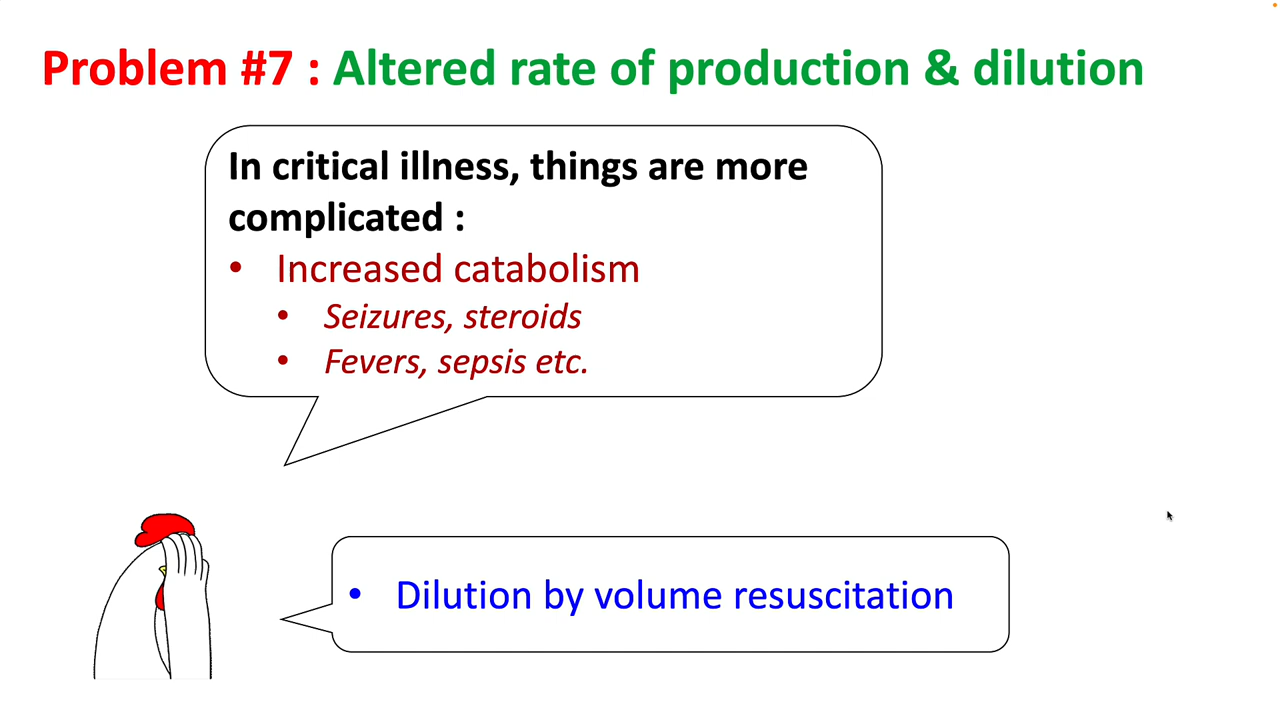 Problem #7 : Altered rate of production & dilution
In critical illness, things are more
complicated :
• Increased catabolism
• Seizures, steroids
• Fevers, sepsis etc.
• Dilution by volume resuscitation